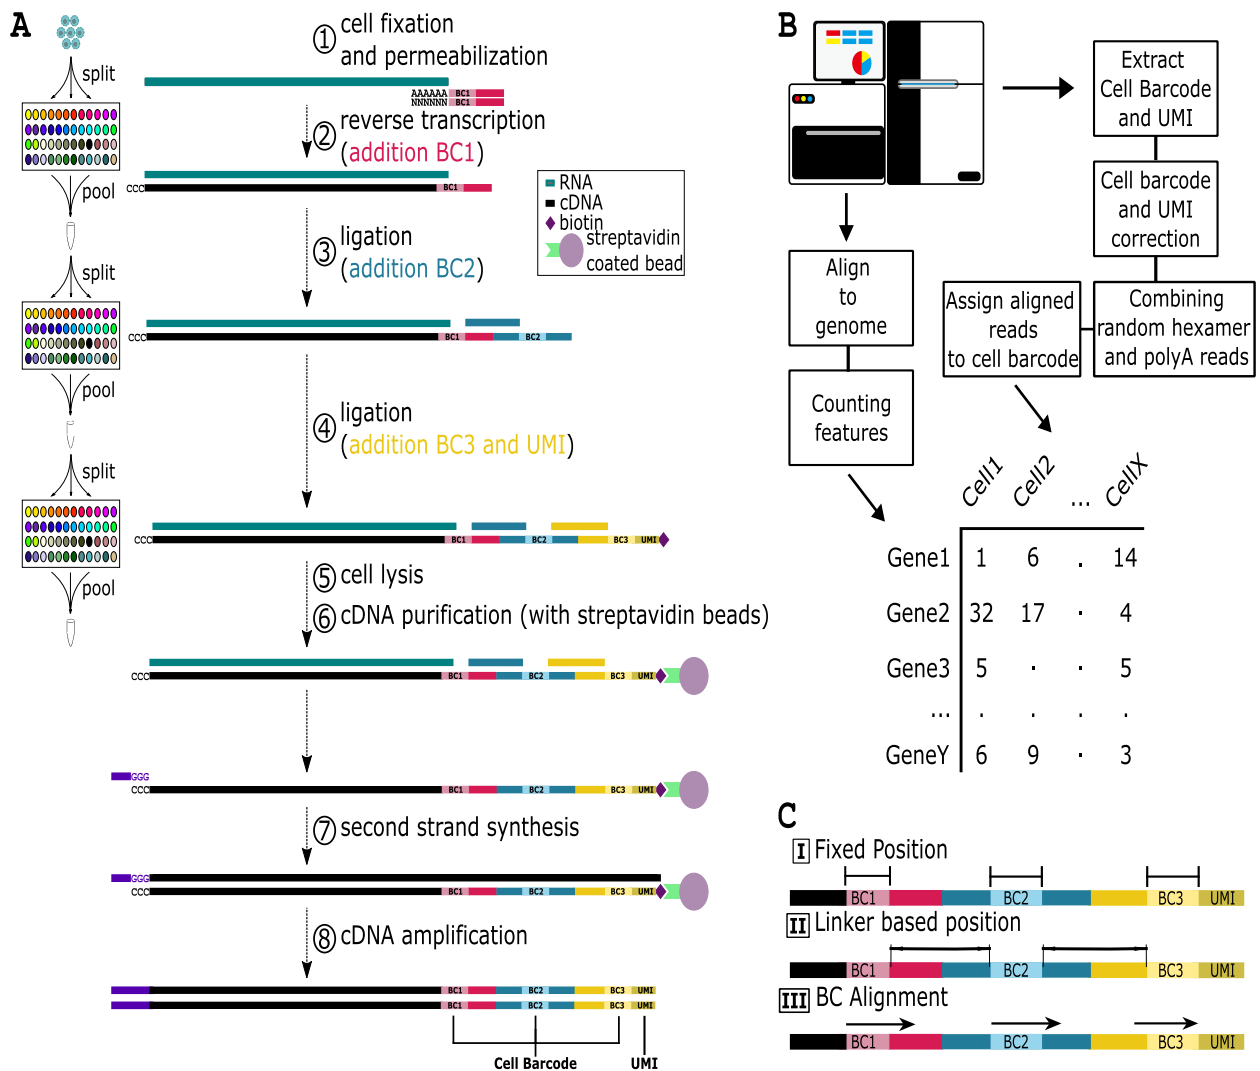 A
① cell fixation
and permeabilization
split
AAAAAA BC1
NNNNNN BC1
② reverse transcription
(addition BC1)
pool
CCC BC1
RNA
cDNA
biotin
streptavidin
coated bead
③ ligation
(addition BC2)
split
CCC BC1 BC2
pool
④ ligation
(addition BC3 and UMI)
split
CCC BC1 BC2 BC3 UMI
⑤ cell lysis
pool
⑥ cDNA purification (with streptavidin beads)
CCC BC1 BC2 BC3 UMI
GGG
CCC BC1 BC2 BC3 UMI
⑦ second strand synthesis
GGG
CCC BC1 BC2 BC3 UMI
⑧ cDNA amplification
BC1 BC2 BC3 UMI
BC1 BC2 BC3 UMI
Cell Barcode UMI
B
Extract
Cell Barcode
and UMI
Cell barcode
and UMI
correction
Combining
random hexamer
and polyA reads
Assign aligned
reads
to cell barcode
Align
to
genome
Counting
features
Cell1 Cell2 ... CellX
Gene1 1 6 . 14
Gene2 32 17 . 4
Gene3 5 . . 5
... . . . .
GeneY 6 9 . 3
C
I Fixed Position
BC1 BC2 BC3 UMI
II Linker based position
BC1 BC2 BC3 UMI
III BC Alignment
BC1 BC2 BC3 UMI